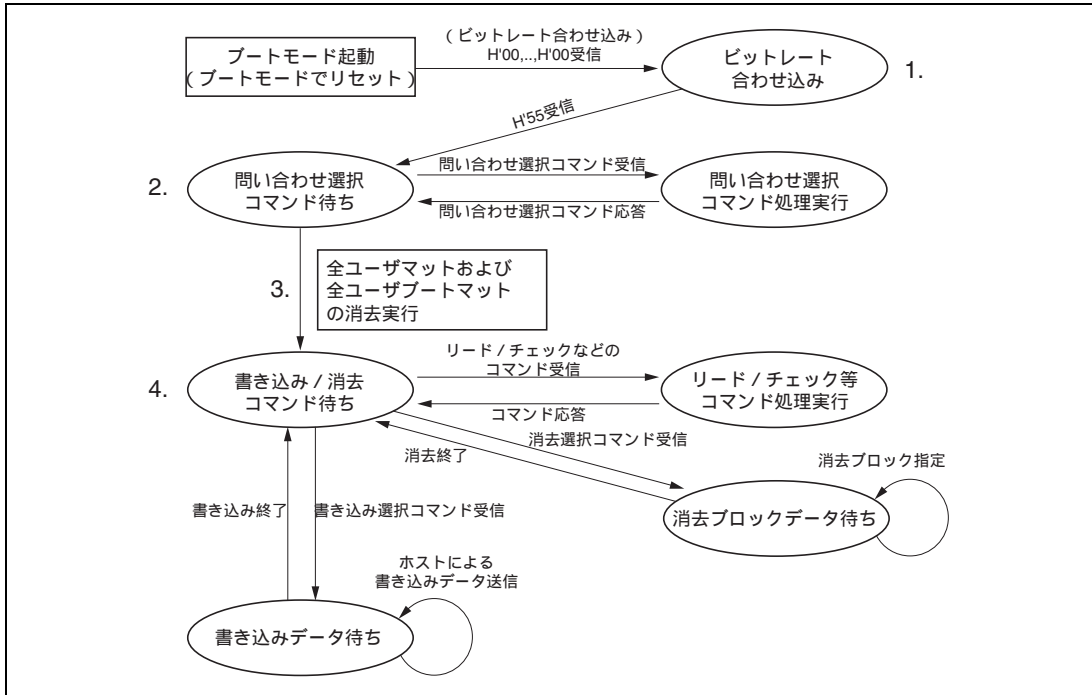 ブートモード起動
(ブートモードでリセット)
(ビットレート合わせ込み)
H'00,..,H'00受信
ビットレート
合わせ込み
1.
H'55受信
2.
問い合わせ選択
コマンド待ち
問い合わせ選択コマンド受信
問い合わせ選択コマンド応答
問い合わせ選択
コマンド処理実行
3.
全ユーザマットおよび
全ユーザブートマット
の消去実行
4.
書き込み/消去
コマンド待ち
リード/チェックなどの
コマンド受信
コマンド応答
リード/チェック等
コマンド処理実行
消去選択コマンド受信
消去終了
消去ブロック指定
消去ブロックデータ待ち
書き込み終了
書き込み選択コマンド受信
ホストによる
書き込みデータ送信
書き込みデータ待ち